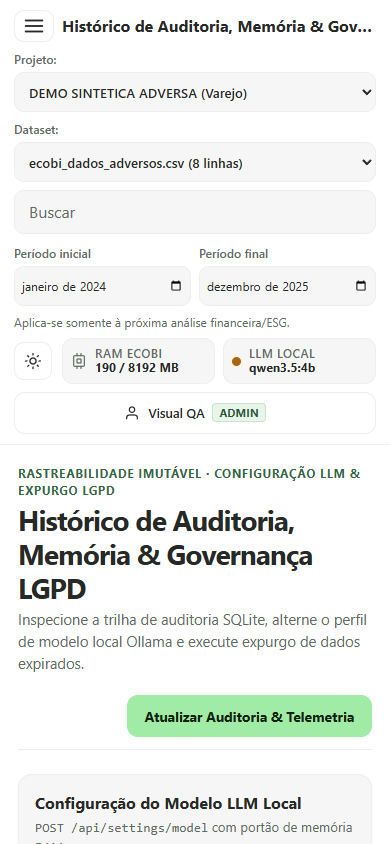 Histórico de Auditoria, Memória & Gov...
Projeto:
DEMO SINTETICA ADVERSA (Varejo)
Dataset:
ecobi_dados_adversos.csv (8 linhas)
Buscar
Período inicial
Período final
janeiro de 2024
dezembro de 2025
Aplica-se somente à próxima análise financeira/ESG.
RAM ECOBI
190 / 8192 MB
LLM LOCAL
qwen3.5:4b
Visual QA ADMIN
RASTREABILIDADE IMUTÁVEL · CONFIGURAÇÃO LLM &
EXPURGO LGPD
Histórico de Auditoria,
Memória & Governança
LGPD
Inspecione a trilha de auditoria SQLite, alterne o perfil
de modelo local Ollama e execute expurgo de dados
expirados.
Atualizar Auditoria & Telemetria
Configuração do Modelo LLM Local
POST /api/settings/model com portão de memória